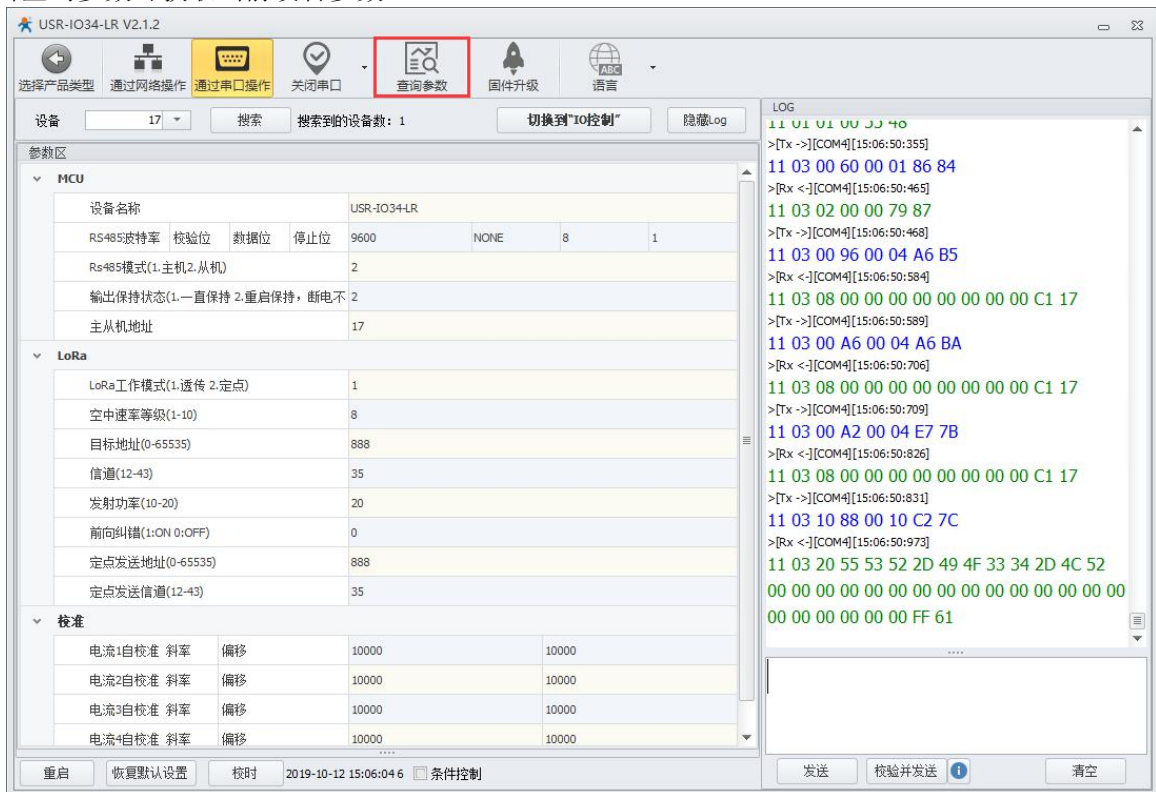 USR-IO34-LR V2.1.2
选择产品类型 通过网络操作 通过串口操作 关闭串口 查询参数 固件升级 语言
ABC
设备 17 搜索 搜索到的设备数: 1 切换到"IO控制" 隐藏Log
参数区
MCU
设备名称 USR-IO34-LR
RS485波特率 校验位 数据位 停止位 9600 NONE 8 1
Rs485模式(1.主机2.从机) 2
输出保持状态(1.一直保持 2.重启保持，断电不 2
主从机地址 17
LoRa
LoRa工作模式(1.透传 2.定点) 1
空中速率等级(1-10) 8
目标地址(0-65535) 888
信道(12-43) 35
发射功率(10-20) 20
前向纠错(1:ON 0:OFF) 0
定点发送地址(0-65535) 888
定点发送信道(12-43) 35
校准
电流1自校准 斜率 偏移 10000 10000
电流2自校准 斜率 偏移 10000 10000
电流3自校准 斜率 偏移 10000 10000
电流4自校准 斜率 偏移 10000 10000
重启 恢复默认设置 校时 2019-10-12 15:06:04 6 条件控制
LOG
11 01 01 00 55 48
>[Tx ->][COM4][15:06:50:355]
11 03 00 60 00 01 86 84
>[Rx <-][COM4][15:06:50:465]
11 03 02 00 00 79 87
>[Tx ->][COM4][15:06:50:468]
11 03 00 96 00 04 A6 B5
>[Rx <-][COM4][15:06:50:584]
11 03 08 00 00 00 00 00 00 00 00 C1 17
>[Tx ->][COM4][15:06:50:589]
11 03 00 A6 00 04 A6 BA
>[Rx <-][COM4][15:06:50:706]
11 03 08 00 00 00 00 00 00 00 00 C1 17
>[Tx ->][COM4][15:06:50:709]
11 03 00 A2 00 04 E7 7B
>[Rx <-][COM4][15:06:50:826]
11 03 08 00 00 00 00 00 00 00 00 C1 17
>[Tx ->][COM4][15:06:50:831]
11 03 10 88 00 10 C2 7C
>[Rx <-][COM4][15:06:50:973]
11 03 20 55 53 52 2D 49 4F 33 34 2D 4C 52
00 00 00 00 00 00 00 00 00 00 00 00 00 00 00
00 00 00 00 00 00 FF 61
发送 校验并发送 清空